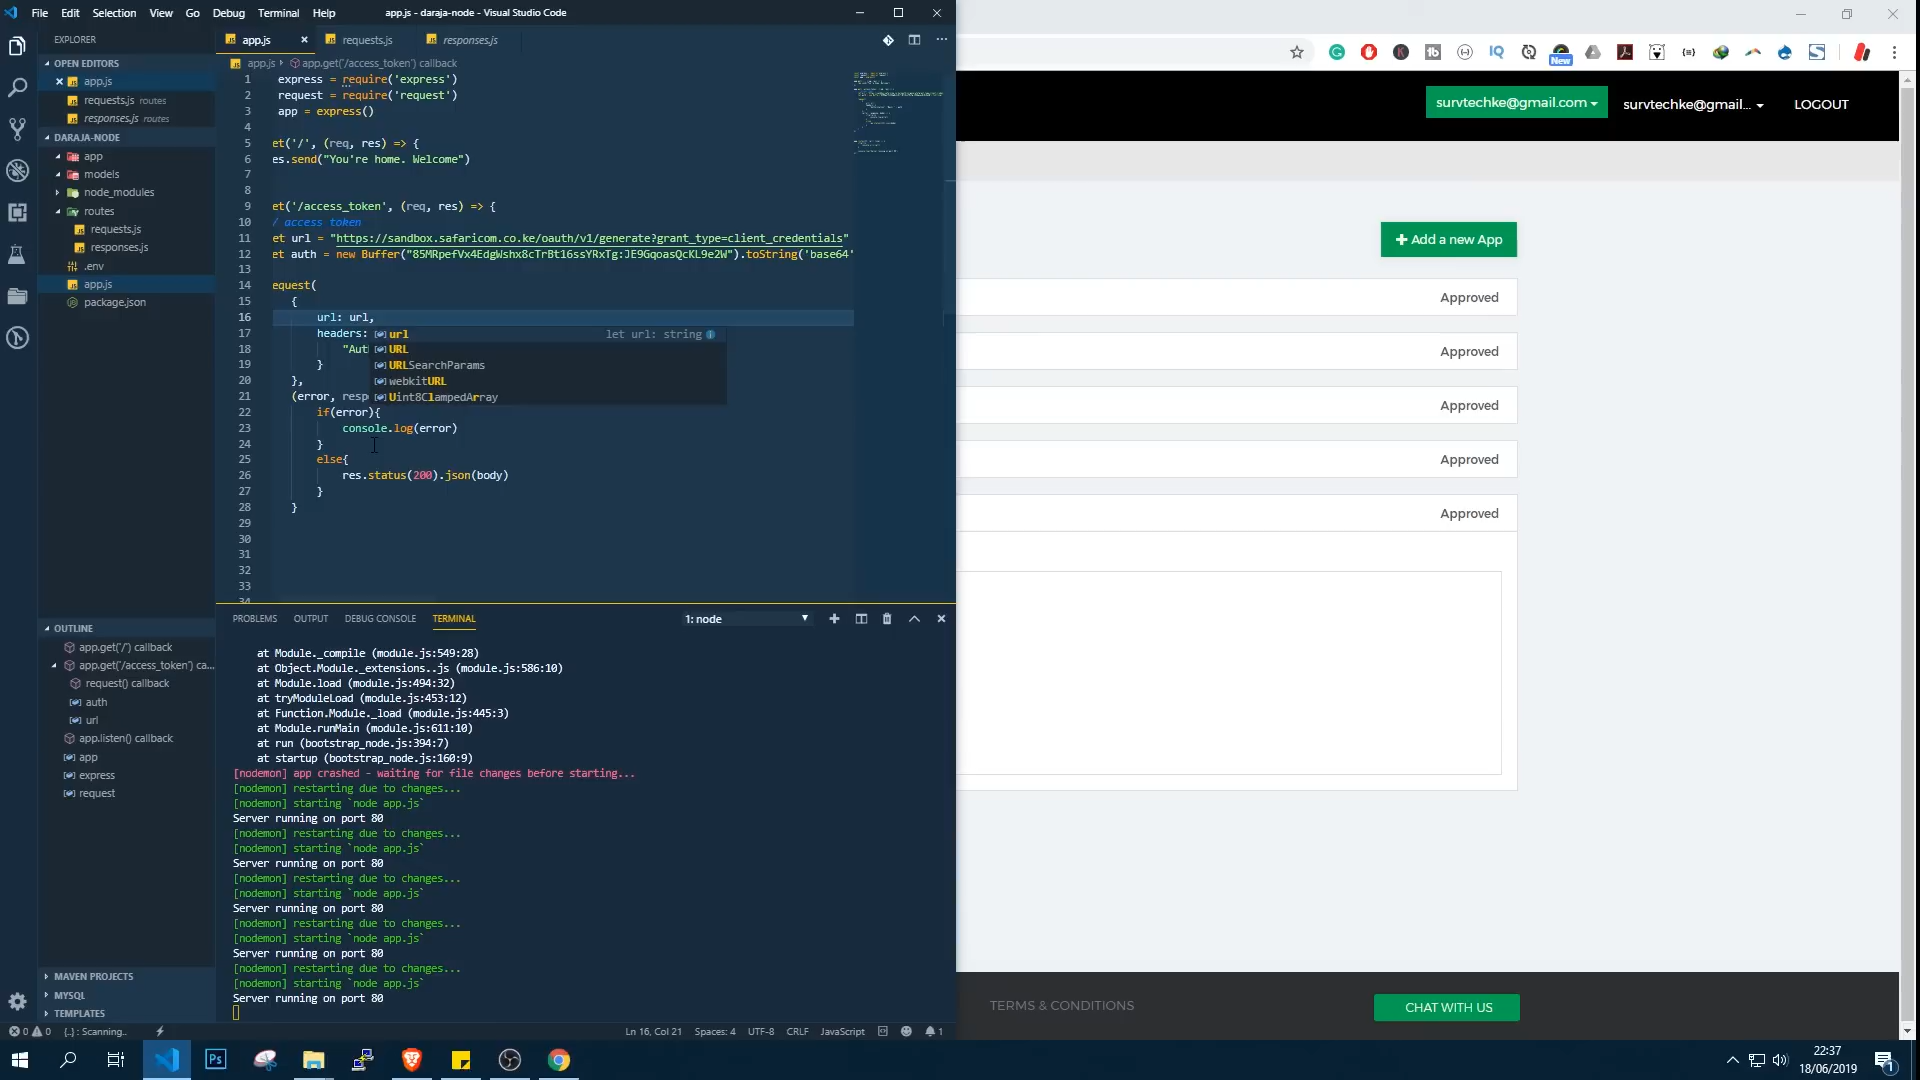 File Edit Selection View Go Debug Terminal Help
app.js - daraja-node - Visual Studio Code
EXPLORER
OPEN EDITORS
app.js
requests.js routes
responses.js routes
DARAJA-NODE
app
models
node_modules
routes
requests.js
responses.js
.env
app.js
package.json
OUTLINE
app.get('/') callback
app.get('/access_token') ca...
request() callback
auth
url
app.listen() callback
app
express
request
MAVEN PROJECTS
MYSQL
TEMPLATES
app.js requests.js responses.js
app.js app.get('/access_token') callback
1 express = require('express')
2 request = require('request')
3 app = express()
4
5 et('/', (req, res) => {
6 es.send("You're home. Welcome")
7
8
9 et('/access_token', (req, res) => {
10 / access token
11 et url = "https://sandbox.safaricom.co.ke/oauth/v1/generate?grant_type=client_credentials"
12 et auth = new Buffer("85MRpefVx4EdgWshx8cTrBt16ssYRxTg:JE9GqoasQcKL9e2W").toString('base64'
13
14 equest(
15 {
16 url: url,
17 headers:
18 "Aut
19 }
20 },
21 (error, resp
22 if(error){
23 console.log(error)
24 }
25 else{
26 res.status(200).json(body)
27 }
28 }
29
30
31
32
33
34
url let url: string
URL
URLSearchParams
webkitURL
Uint8ClampedArray
PROBLEMS OUTPUT DEBUG CONSOLE TERMINAL 1: node
at Module._compile (module.js:549:28)
at Object.Module._extensions..js (module.js:586:10)
at Module.load (module.js:494:32)
at tryModuleLoad (module.js:453:12)
at Function.Module._load (module.js:445:3)
at Module.runMain (module.js:611:10)
at run (bootstrap_node.js:394:7)
at startup (bootstrap_node.js:160:9)
[nodemon] app crashed - waiting for file changes before starting...
[nodemon] restarting due to changes...
[nodemon] starting `node app.js`
Server running on port 80
[nodemon] restarting due to changes...
[nodemon] starting `node app.js`
Server running on port 80
[nodemon] restarting due to changes...
[nodemon] starting `node app.js`
Server running on port 80
[nodemon] restarting due to changes...
[nodemon] starting `node app.js`
Server running on port 80
[nodemon] restarting due to changes...
[nodemon] starting `node app.js`
Server running on port 80
0 0 {..} : Scanning.. Ln 16, Col 21 Spaces: 4 UTF-8 CRLF JavaScript 1
New
survtechke@gmail.com survtechke@gmail... LOGOUT
Add a new App
Approved
Approved
Approved
Approved
Approved
TERMS & CONDITIONS
CHAT WITH US
22:37
18/06/2019
1